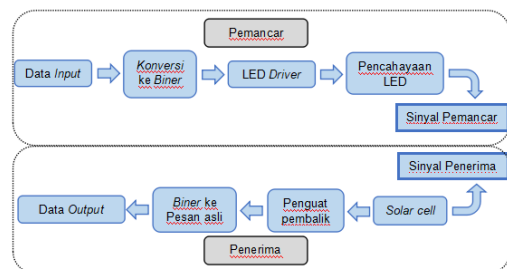 Pemancar
Data Input
Konversi
ke Biner
LED Driver
Pencahayaan
LED
Sinyal Pemancar
Sinyal Penerima
Data Output
Biner ke
Pesan asli
Penguat
pembalik
Solar cell
Penerima